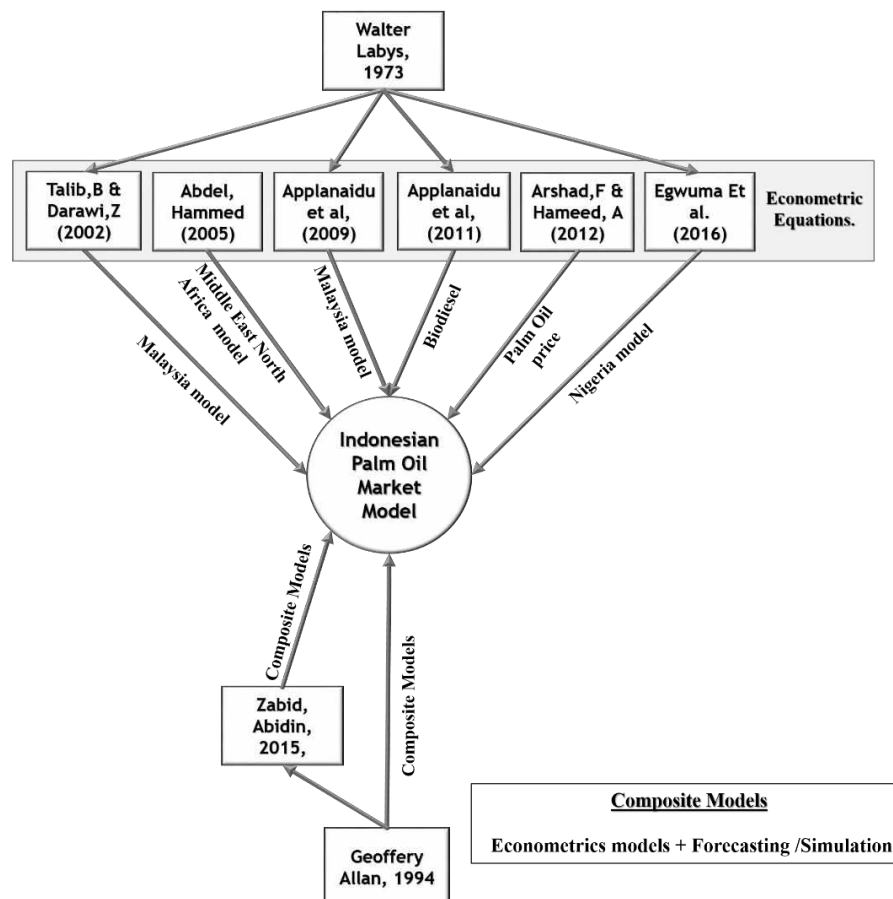 Walter
Labys,
1973
Talib,B &
Darawi,Z
(2002)
Abdel,
Hammed
(2005)
Applanaidu
et al,
(2009)
Applanaidu
et al,
(2011)
Arshad,F &
Hameed, A
(2012)
Egwuma Et
al.
(2016)
Econometric
Equations.
Malaysia model
Middle East North
Africa model
Malaysia model
Biodiesel
Palm Oil
price
Nigeria model
Indonesian
Palm Oil
Market
Model
Composite Models
Composite Models
Zabid,
Abidin,
2015,
Geoffery
Allan, 1994
Composite Models
Econometrics models + Forecasting /Simulation